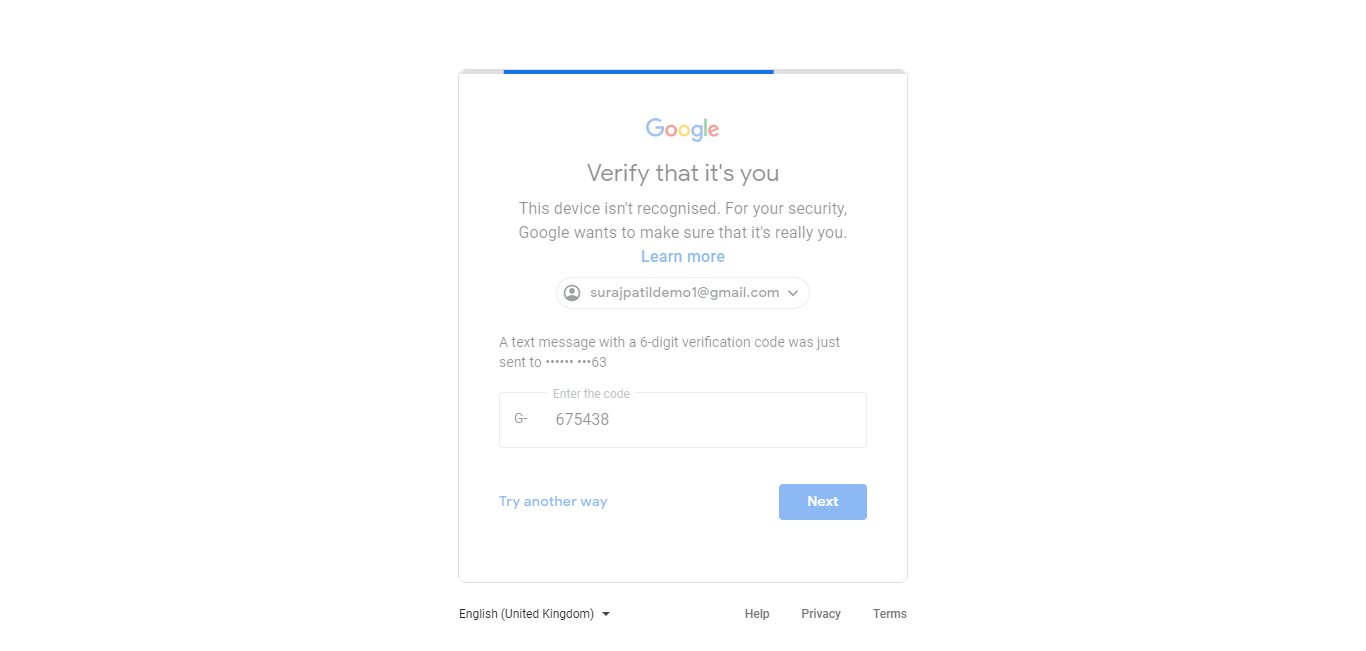 Google
Verify that it's you
This device isn't recognised. For your security,
Google wants to make sure that it's really you.
Learn more
surajpatildemo1@gmail.com
A text message with a 6-digit verification code was just
sent to •••••• •••63
Enter the code
G- 675438
Try another way Next
English (United Kingdom) Help Privacy Terms